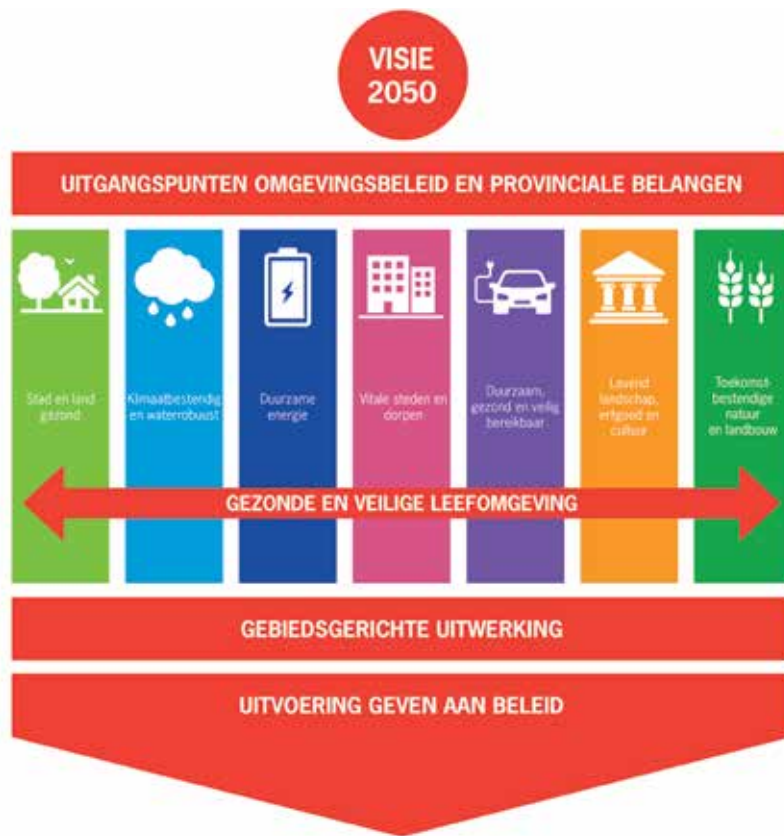 VISIE
2050
UITGANGSPUNTEN OMGEVINGSBELEID EN PROVINCIALE BELANGEN
Stad en land
gezond
Klimaatbestendig
en waterrobuust
Duurzame
energie
Vitale steden en
dorpen
Duurzaam,
gezond en veilig
bereikbaar
Levend
landschap,
erfgoed en
cultuur
Toekomst-
bestendige
natuur
en landbouw
GEZONDE EN VEILIGE LEEFOMGEVING
GEBIEDSGERICHTE UITWERKING
UITVOERING GEVEN AAN BELEID